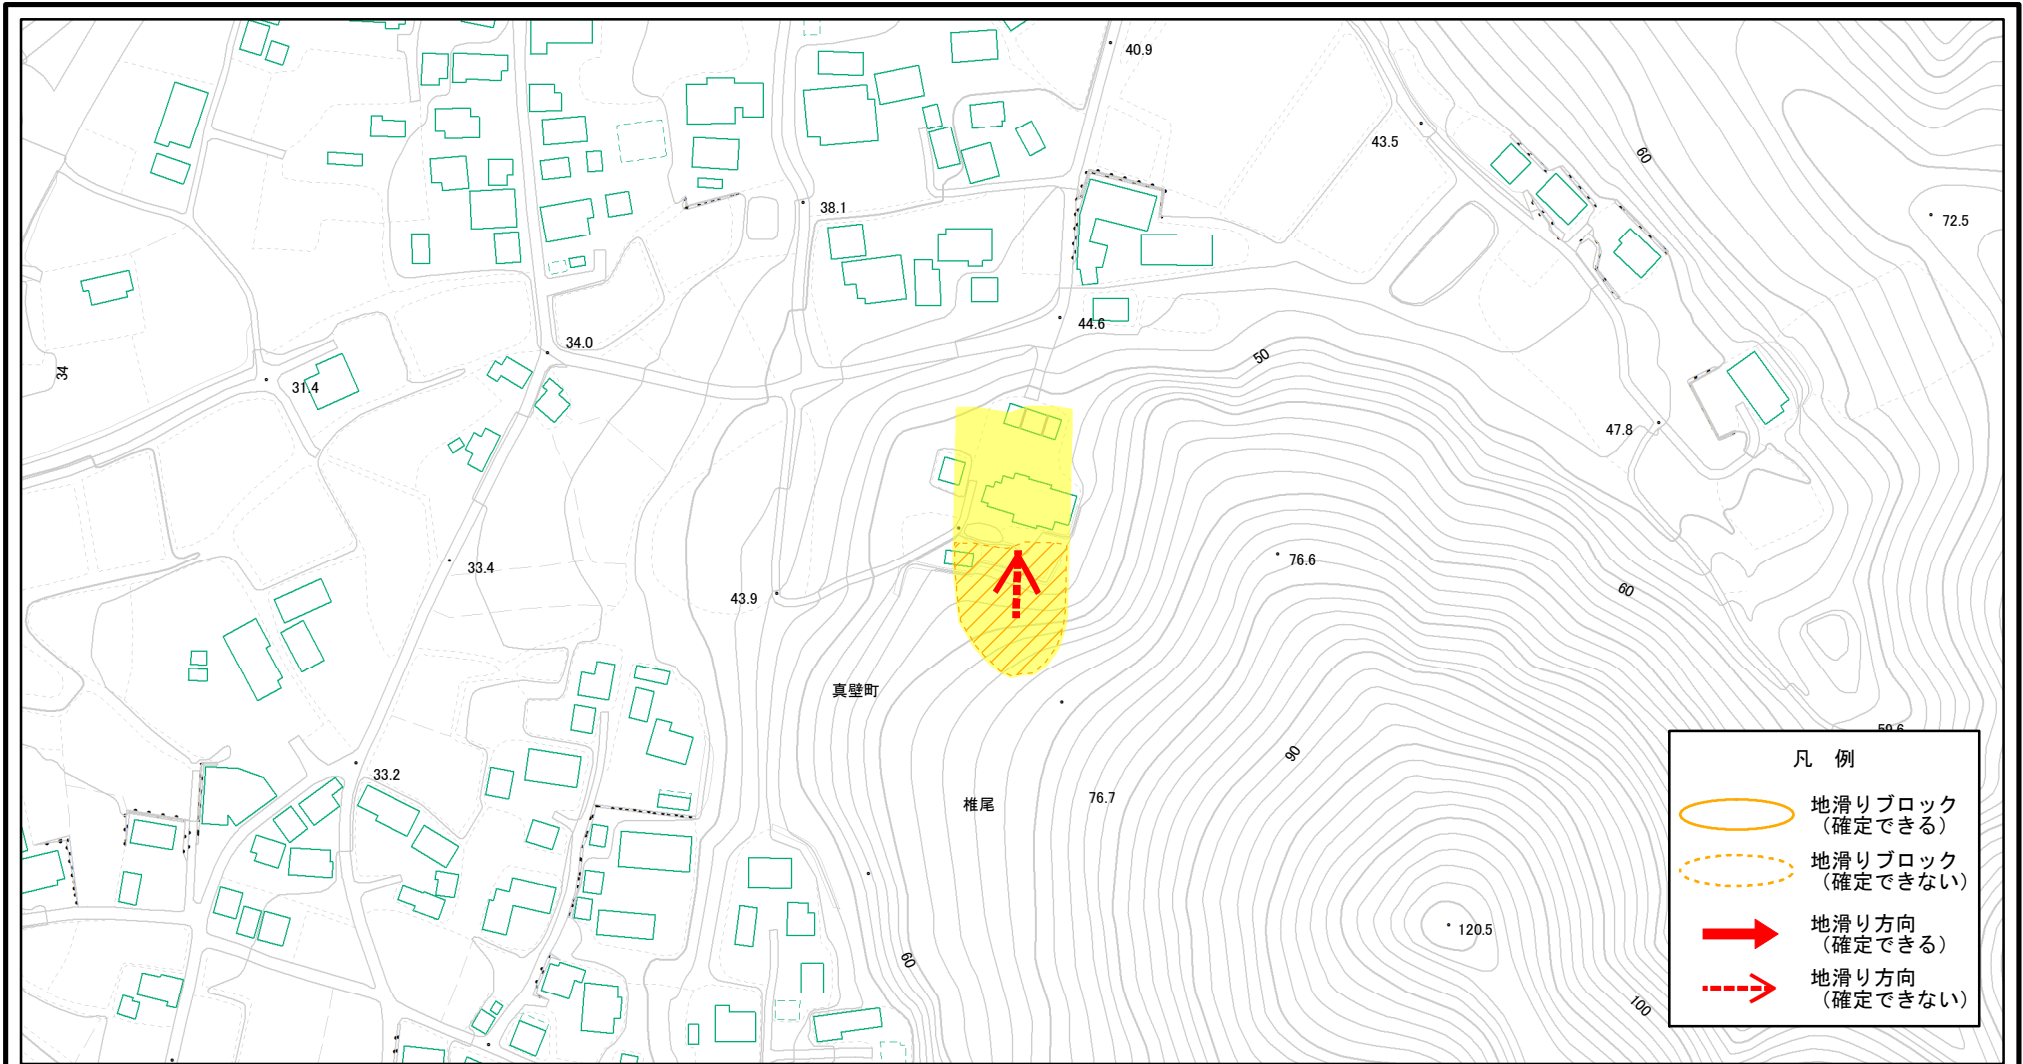 40.9
43.5
60
72.5
38.1
44.6
34.0
50
34
31.4
47.8
33.4
76.6
60
43.9
真壁町
59.6
33.2
90
76.7
椎尾
120.5
60
100
凡 例
地滑りブロック
（確定できる）
地滑りブロック
（確定できない）
地滑り方向
（確定できる）
地滑り方向
（確定できない）